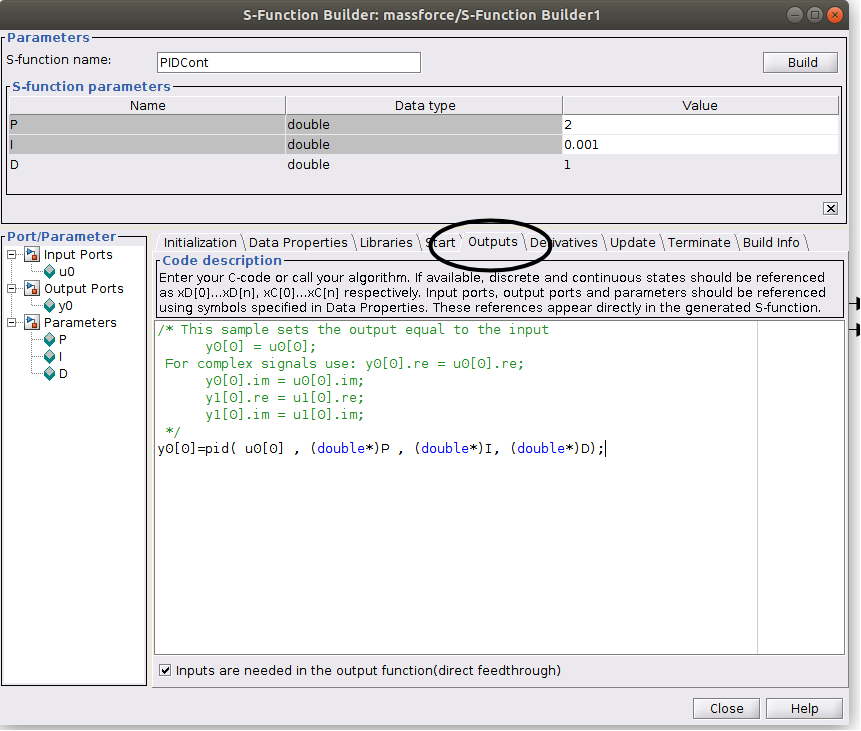 S-Function Builder: massforce/S-Function Builder1
Parameters
S-function name: PIDCont Build
S-function parameters
Name Data type Value
P double 2
I double 0.001
D double 1
Port/Parameter
Input Ports
u0
Output Ports
y0
Parameters
P
I
D
Initialization Data Properties Libraries Start Outputs Derivatives Update Terminate Build Info
Code description
Enter your C-code or call your algorithm. If available, discrete and continuous states should be referenced
as xD[0]...xD[n], xC[0]...xC[n] respectively. Input ports, output ports and parameters should be referenced
using symbols specified in Data Properties. These references appear directly in the generated S-function.
/* This sample sets the output equal to the input
y0[0] = u0[0];
For complex signals use: y0[0].re = u0[0].re;
y0[0].im = u0[0].im;
y1[0].re = u1[0].re;
y1[0].im = u1[0].im;
*/
y0[0]=pid( u0[0] , (double*)P , (double*)I, (double*)D);
Inputs are needed in the output function(direct feedthrough)
Close Help